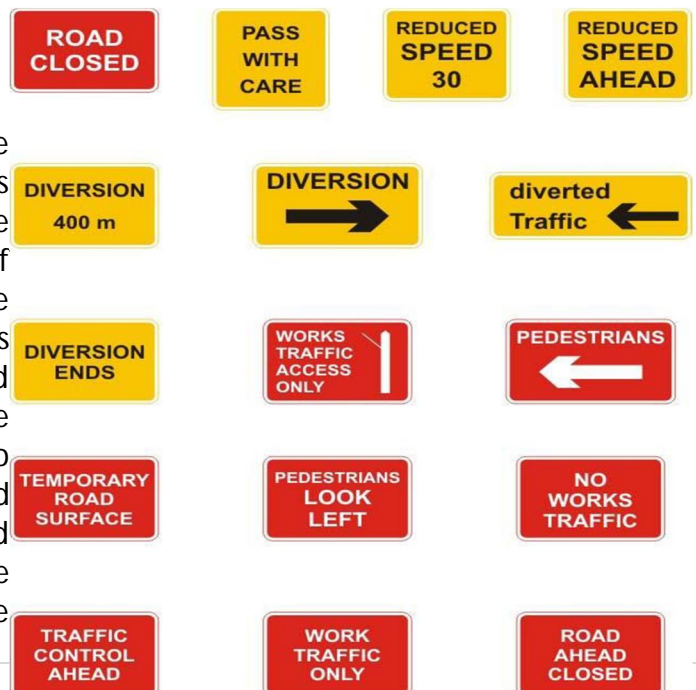 ROAD
CLOSED
PASS
WITH
CARE
REDUCED
SPEED
30
REDUCED
SPEED
AHEAD
DIVERSION
400 m
DIVERSION
diverted
Traffic
DIVERSION
ENDS
WORKS
TRAFFIC
ACCESS
ONLY
PEDESTRIANS
TEMPORARY
ROAD
SURFACE
PEDESTRIANS
LOOK
LEFT
NO
WORKS
TRAFFIC
TRAFFIC
CONTROL
AHEAD
WORK
TRAFFIC
ONLY
ROAD
AHEAD
CLOSED